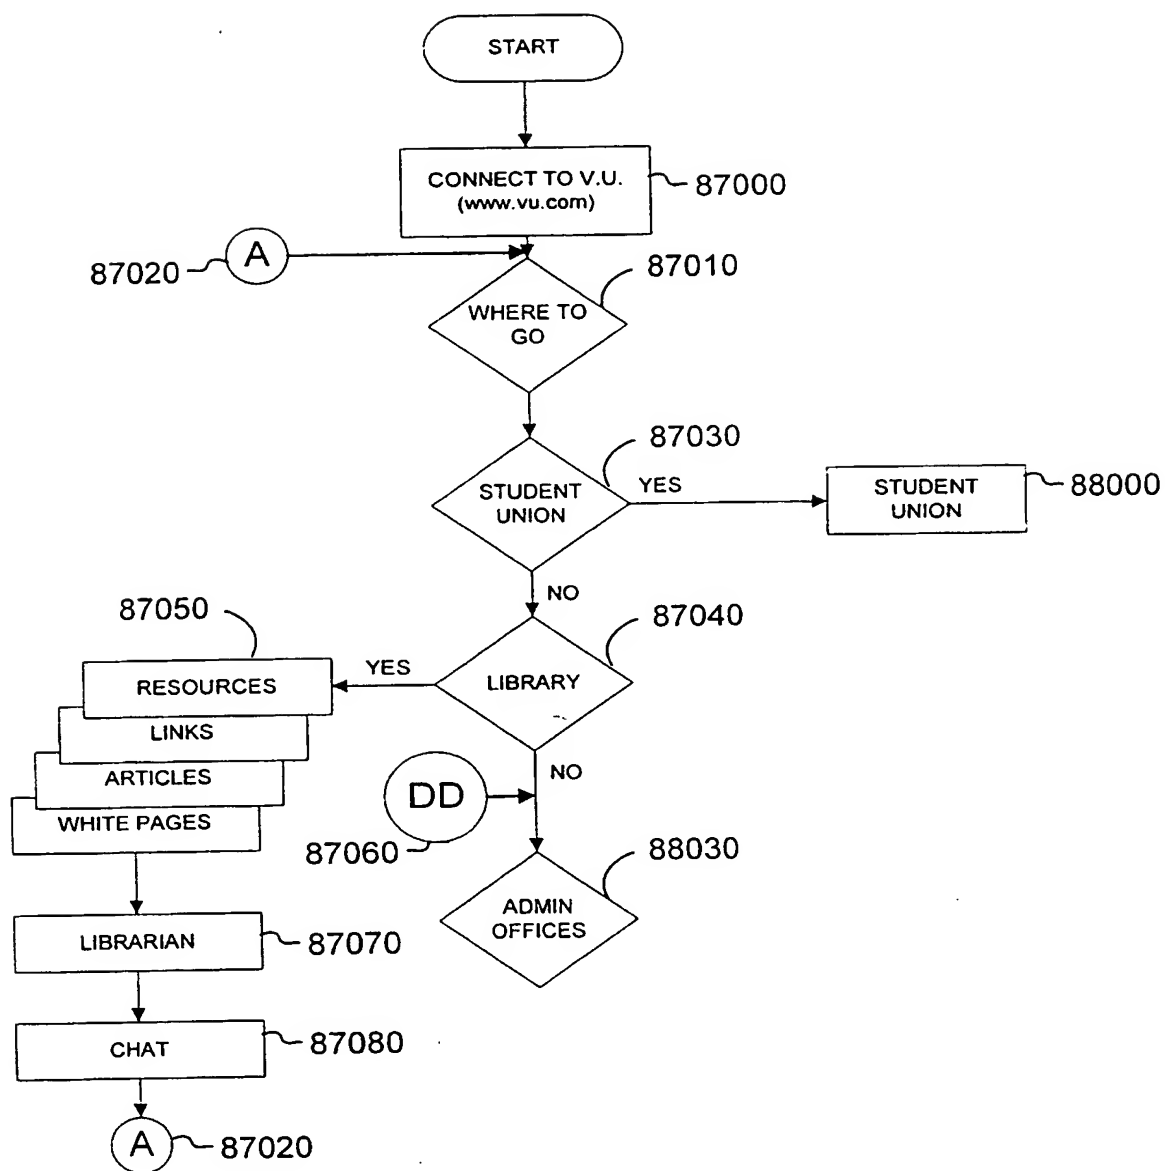 START
CONNECT TO V.U.
(www.vu.com)
87000
A
87020
87010
WHERE TO
GO
87030
STUDENT
UNION
YES
STUDENT
UNION
88000
NO
87050
87040
RESOURCES
YES
LIBRARY
LINKS
ARTICLES
WHITE PAGES
NO
DD
87060
88030
ADMIN
OFFICES
LIBRARIAN
87070
CHAT
87080
A
87020